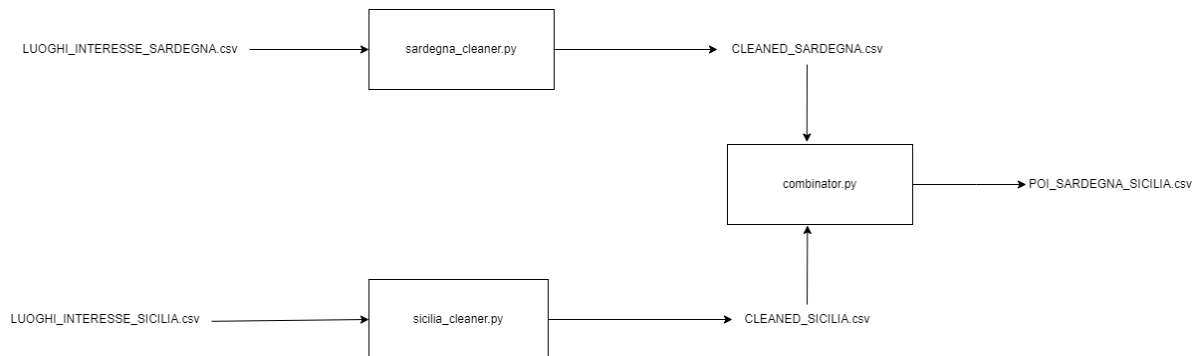 LUOGHI_INTERESSE_SARDEGNA.csv
sardegna_cleaner.py
CLEANED_SARDEGNA.csv
combinator.py
POI_SARDEGNA_SICILIA.csv
LUOGHI_INTERESSE_SICILIA.csv
sicilia_cleaner.py
CLEANED_SICILIA.csv